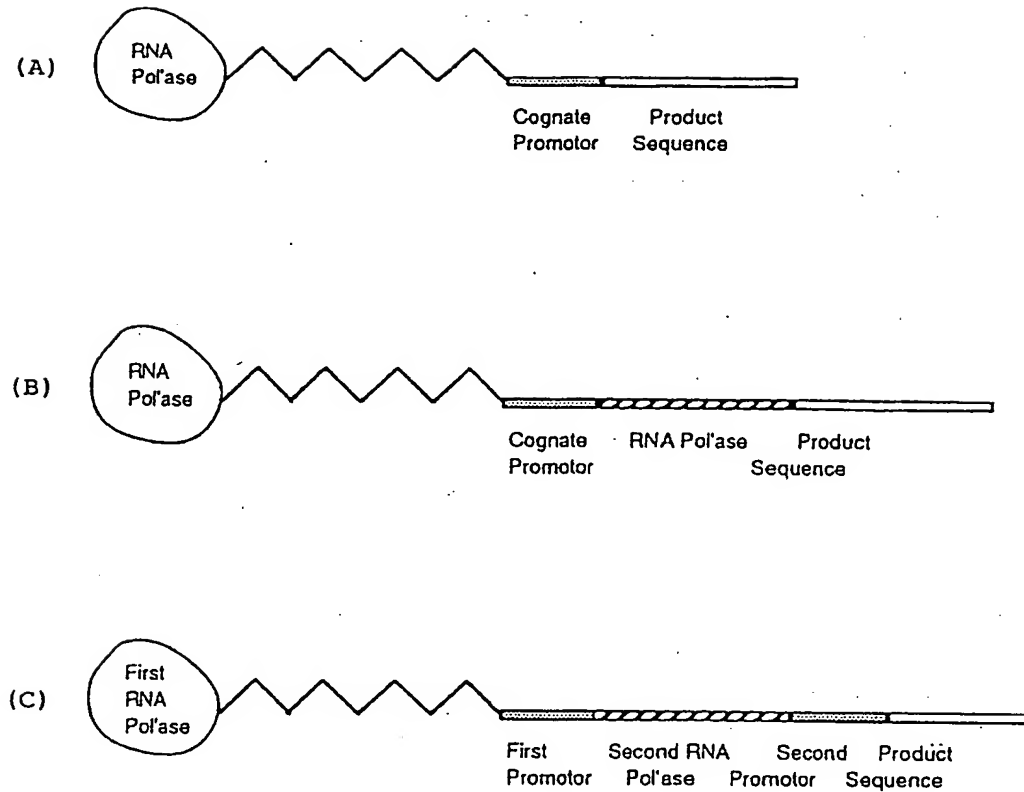 (A)
RNA
Pol'ase
Cognate Product
Promotor Sequence
(B)
RNA
Pol'ase
Cognate RNA Pol'ase Product
Promotor Sequence
(C)
First
RNA
Pol'ase
First Second RNA Second Product
Promotor Pol'ase Promotor Sequence